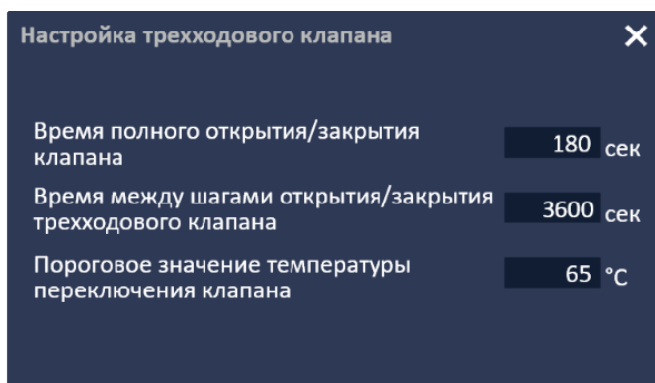 Настройка трехходового клапана
Время полного открытия/закрытия
клапана
180 сек
Время между шагами открытия/закрытия
трехходового клапана
3600 сек
Пороговое значение температуры
переключения клапана
65 °C